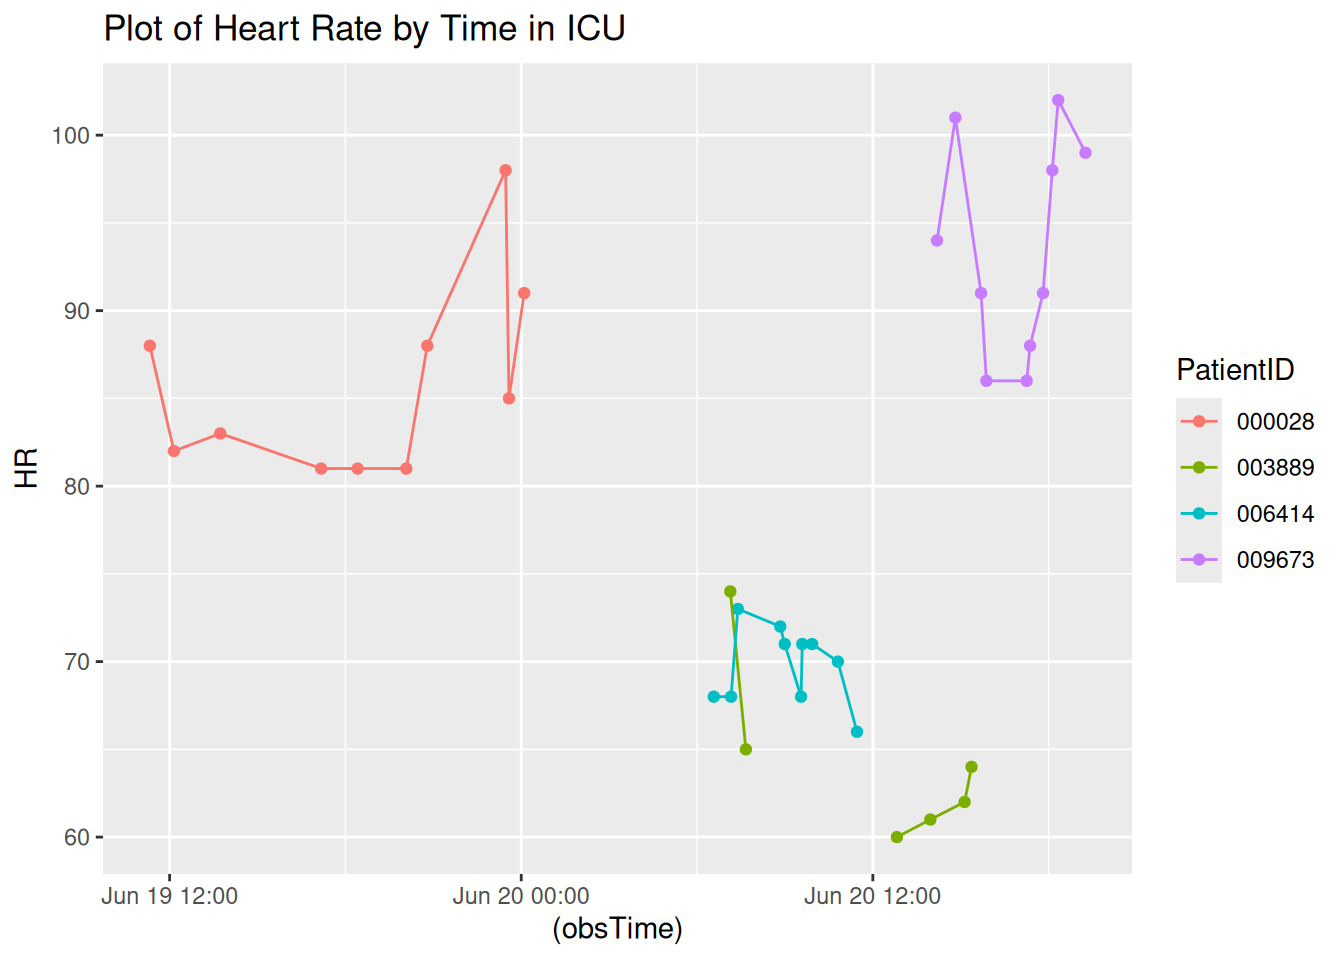 Plot of Heart Rate by Time in ICU
100
90
80
70
60
HR
Jun 19 12:00
Jun 20 00:00
Jun 20 12:00
(obsTime)
PatientID
000028
003889
006414
009673